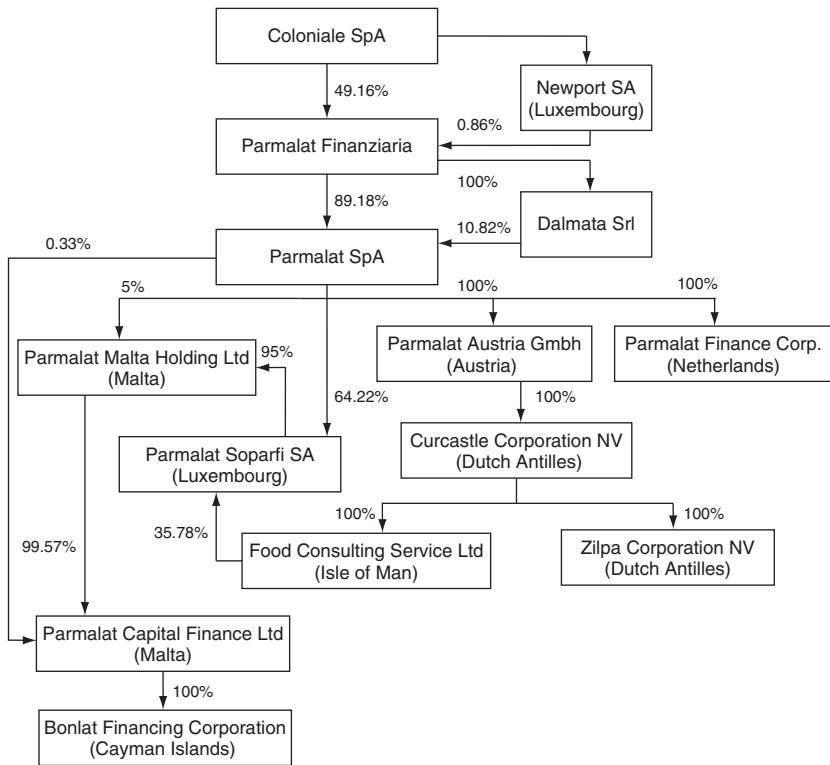 Coloniale SpA
Newport SA
(Luxembourg)
49.16%
0.86%
Parmalat Finanziaria
100%
89.18%
Dalmata Srl
10.82%
0.33%
Parmalat SpA
5%
100%
100%
Parmalat Malta Holding Ltd
(Malta)
95%
Parmalat Austria Gmbh
(Austria)
Parmalat Finance Corp.
(Netherlands)
64.22%
100%
Parmalat Soparfi SA
(Luxembourg)
Curcastle Corporation NV
(Dutch Antilles)
100%
100%
99.57%
35.78%
Food Consulting Service Ltd
(Isle of Man)
Zilpa Corporation NV
(Dutch Antilles)
Parmalat Capital Finance Ltd
(Malta)
100%
Bonlat Financing Corporation
(Cayman Islands)